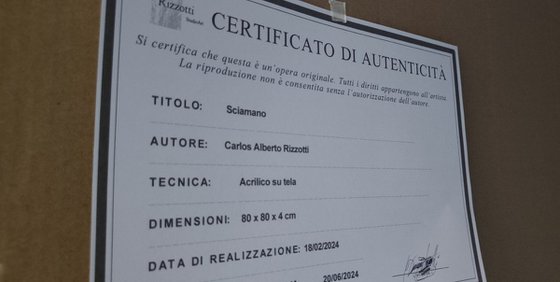 Rizzotti
CERTIFICATO DI AUTENTICITÀ
Si certifica che questa è un'opera originale. Tutti i diritti appartengono all'artista
La riproduzione non è consentita senza l'autorizzazione dell'autore.
TITOLO: Sciamano
AUTORE: Carlos Alberto Rizzotti
TECNICA: Acrilico su tela
DIMENSIONI: 80 x 80 x 4 cm
DATA DI REALIZZAZIONE: 18/02/2024
20/06/2024